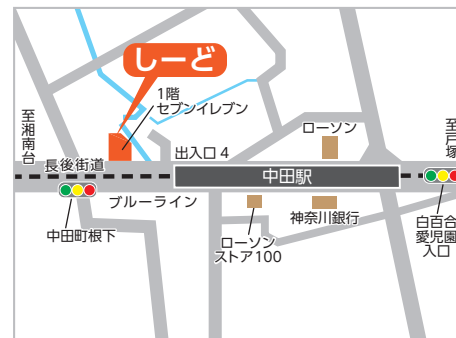 しーど
1階
セブンイレブン
至湘南台
長後街道
出入口 4
ローソン
至戸塚
中田駅
ブルーライン
中田町根下
ローソン
ストア100
神奈川銀行
白百合
愛児園
入口